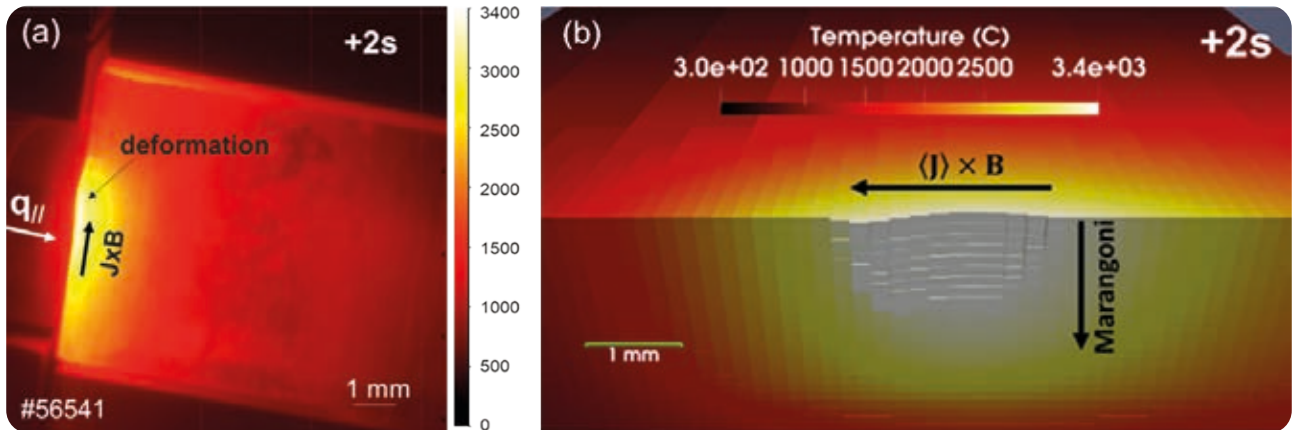 (a)
+2s
deformation
q//
JxB
1 mm
#56541
3400
3000
2500
2000
1500
1000
500
0
(b)
+2s
Temperature (C)
3.0e+02 1000 1500 2000 2500 3.4e+03
⟨J⟩ × B
Marangoni
1 mm